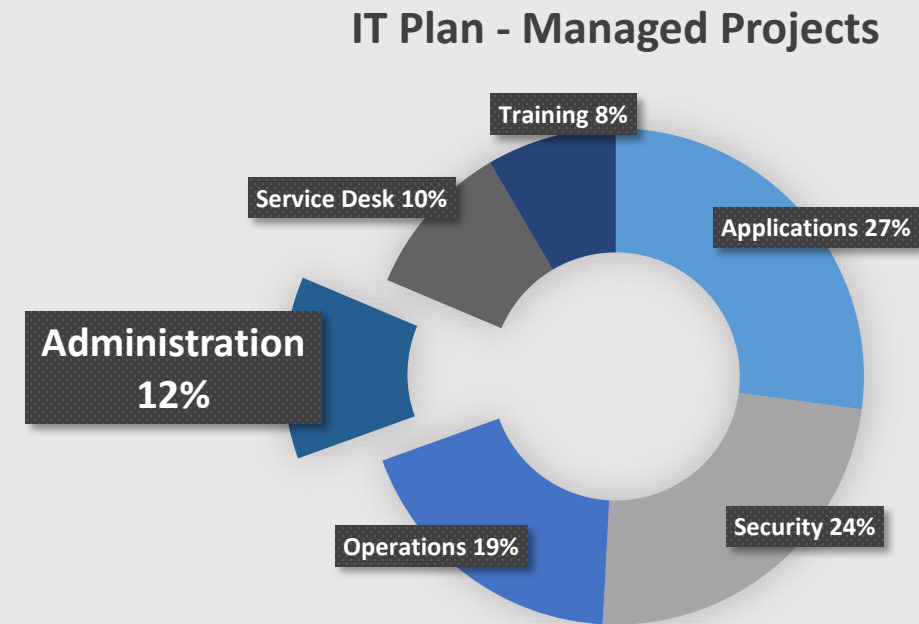 IT Plan - Managed Projects
Training 8%
Service Desk 10%
Applications 27%
Administration
12%
Security 24%
Operations 19%